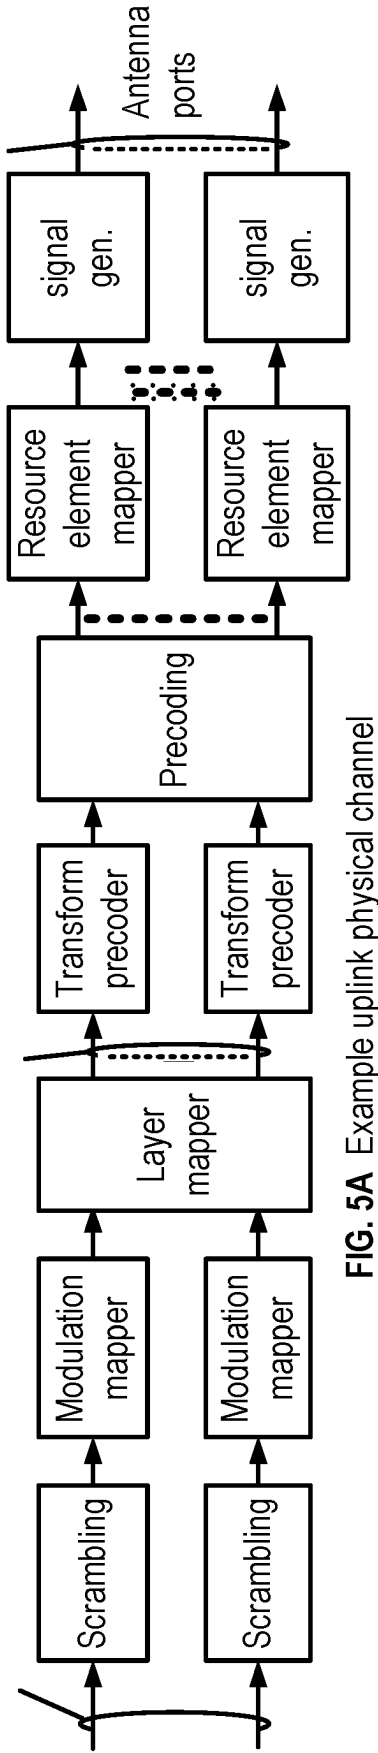 Scrambling
Modulation
mapper
Layer
mapper
Transform
precoder
Precoding
Resource
element
mapper
signal
gen.
Antenna
ports
Scrambling
Modulation
mapper
Transform
precoder
Resource
element
mapper
signal
gen.
FIG. 5A Example uplink physical channel